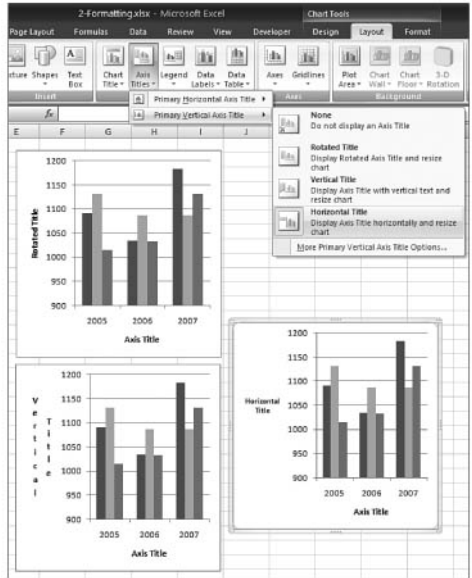 2-Formatting.xlsx - Microsoft Excel
Chart Tools
Page Layout Formulas Data Review View Developer Design Layout Format
Shapes Text Box Chart Title Axis Titles Legend Data Labels Data Table Axes Gridlines Plot Area Chart Wall Chart Floor 3-D Rotation
Insert Axes Background
Primary Horizontal Axis Title
Primary Vertical Axis Title
fx
E F G H I J
None
Do not display an Axis Title
Rotated Title
Display Rotated Axis Title and resize
chart
Vertical Title
Display Axis Title with vertical text and
resize chart
Horizontal Title
Display Axis Title horizontally and resize
chart
More Primary Vertical Axis Title Options...
Rotated Title
1200
1150
1100
1050
1000
950
900
2005 2006 2007
Axis Title
Vertical
Title
1200
1150
1100
1050
1000
950
900
2005 2006 2007
Axis Title
Horizontal
Title
1200
1150
1100
1050
1000
950
900
2005 2006 2007
Axis Title